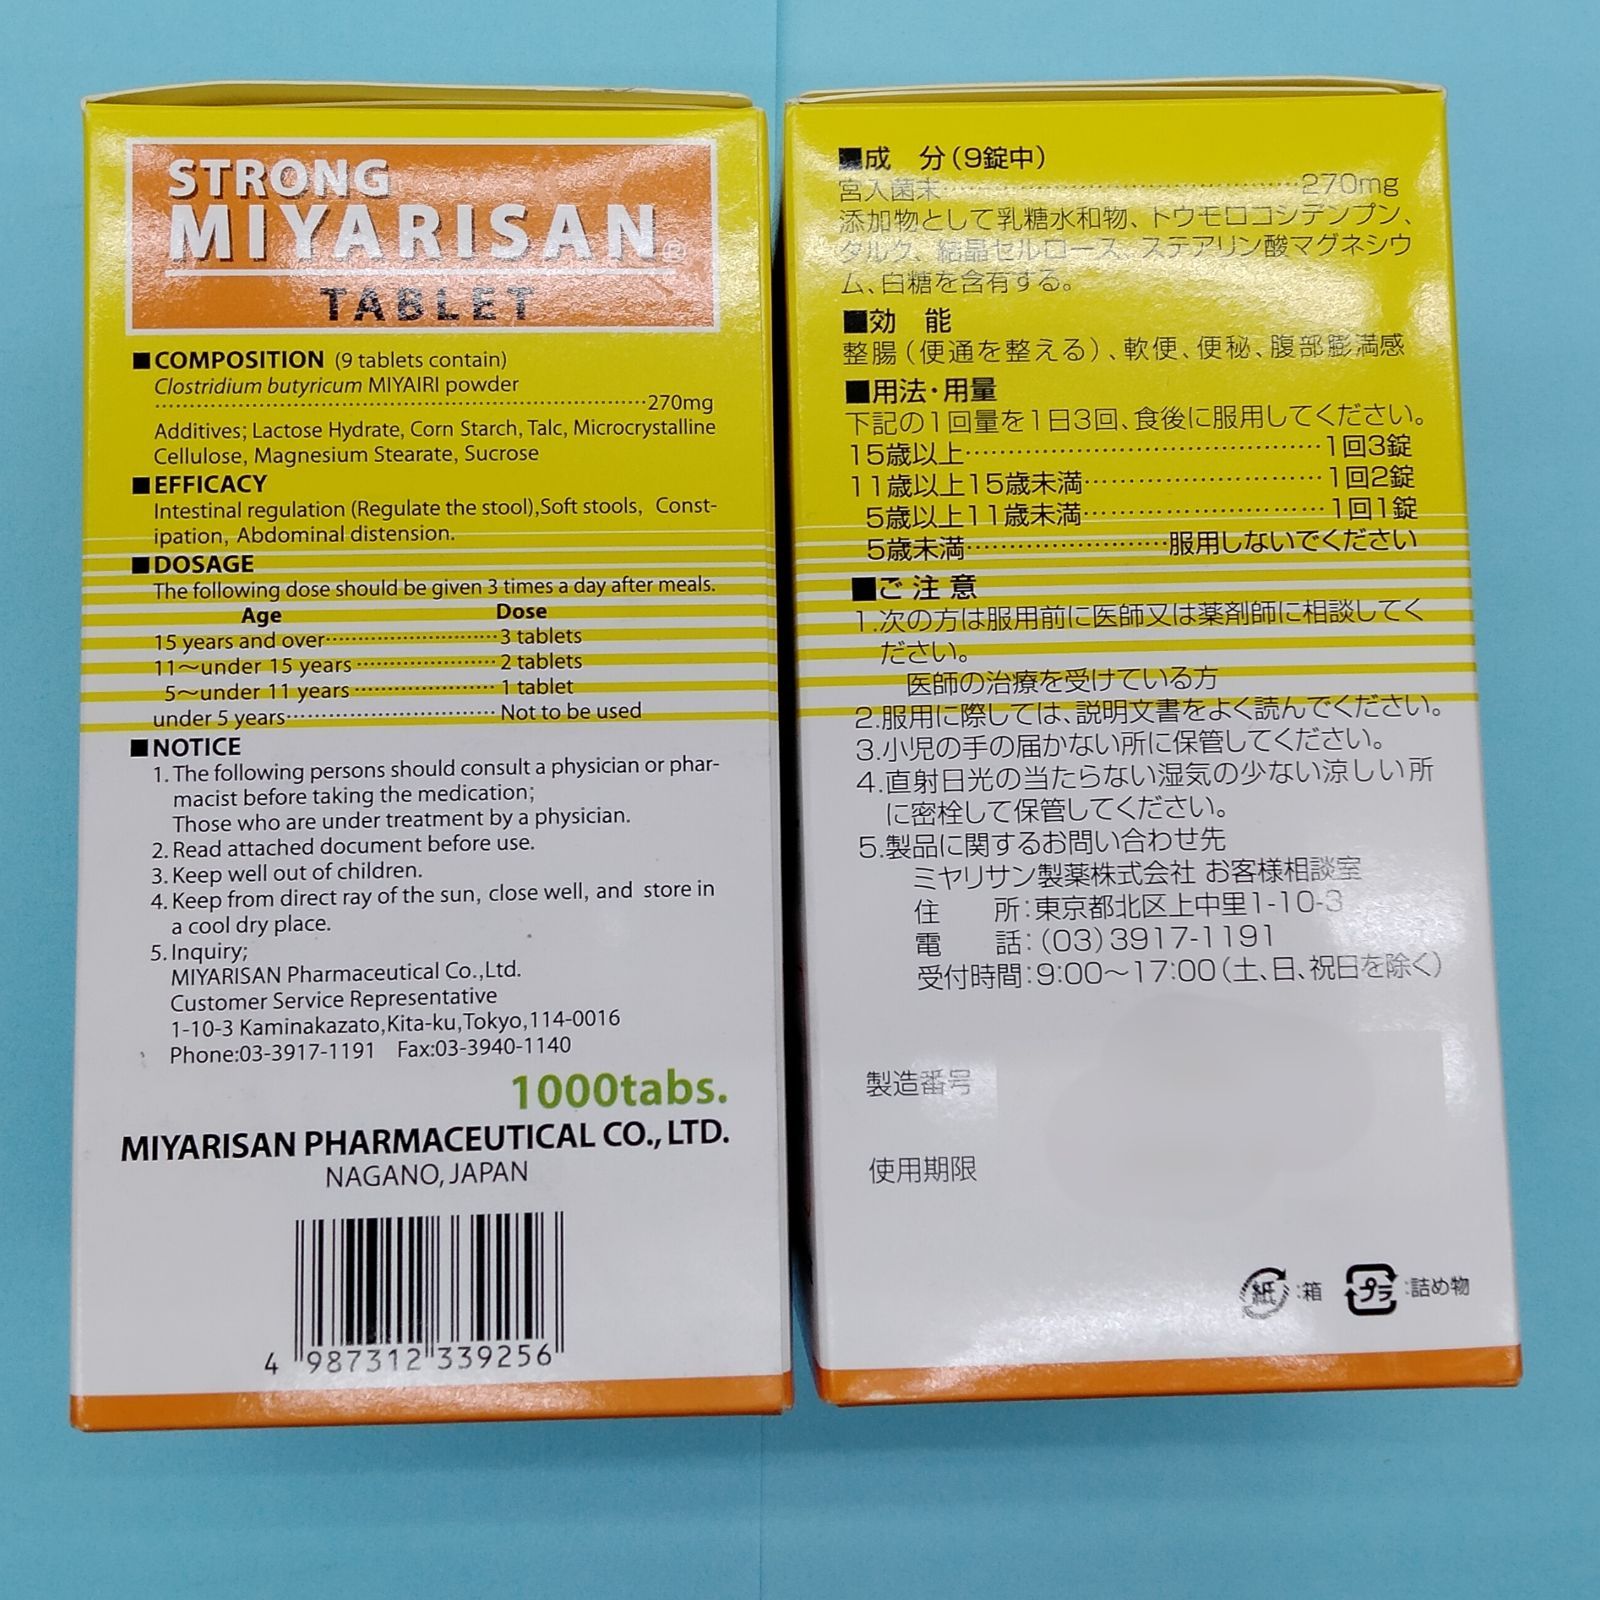 STRONG
MIYARISAN®
TABLET
■COMPOSITION (9 tablets contain)
Clostridium butyricum MIYAIRI powder
························································270mg
Additives; Lactose Hydrate, Corn Starch, Talc, Microcrystalline
Cellulose, Magnesium Stearate, Sucrose
■EFFICACY
Intestinal regulation (Regulate the stool),Soft stools, Const-
ipation, Abdominal distension.
■DOSAGE
The following dose should be given 3 times a day after meals.
Age Dose
15 years and over··························3 tablets
11～under 15 years·····················2 tablets
5～under 11 years·····················1 tablet
under 5 years·······························Not to be used
■NOTICE
1. The following persons should consult a physician or phar-
macist before taking the medication;
Those who are under treatment by a physician.
2. Read attached document before use.
3. Keep well out of children.
4. Keep from direct ray of the sun, close well, and store in
a cool dry place.
5. Inquiry;
MIYARISAN Pharmaceutical Co.,Ltd.
Customer Service Representative
1-10-3 Kaminakazato,Kita-ku,Tokyo,114-0016
Phone:03-3917-1191 Fax:03-3940-1140
1000tabs.
MIYARISAN PHARMACEUTICAL CO., LTD.
NAGANO, JAPAN
4 987312 339256
■成 分（9錠中）
宮入菌末········································270mg
添加物として乳糖水和物、トウモロコシデンプン、
タルク、結晶セルロース、ステアリン酸マグネシウ
ム、白糖を含有する。
■効 能
整腸（便通を整える）、軟便、便秘、腹部膨満感
■用法・用量
下記の1回量を1日3回、食後に服用してください。
15歳以上········································1回3錠
11歳以上15歳未満···························1回2錠
5歳以上11歳未満···························1回1錠
5歳未満·······················服用しないでください
■ご注意
1.次の方は服用前に医師又は薬剤師に相談してく
ださい。
医師の治療を受けている方
2.服用に際しては、説明文書をよく読んでください。
3.小児の手の届かない所に保管してください。
4.直射日光の当たらない湿気の少ない涼しい所
に密栓して保管してください。
5.製品に関するお問い合わせ先
ミヤリサン製薬株式会社 お客様相談室
住 所：東京都北区上中里1-10-3
電 話：（03）3917-1191
受付時間：9:00～17:00（土、日、祝日を除く）
製造番号
使用期限
紙：箱 プラ：詰め物